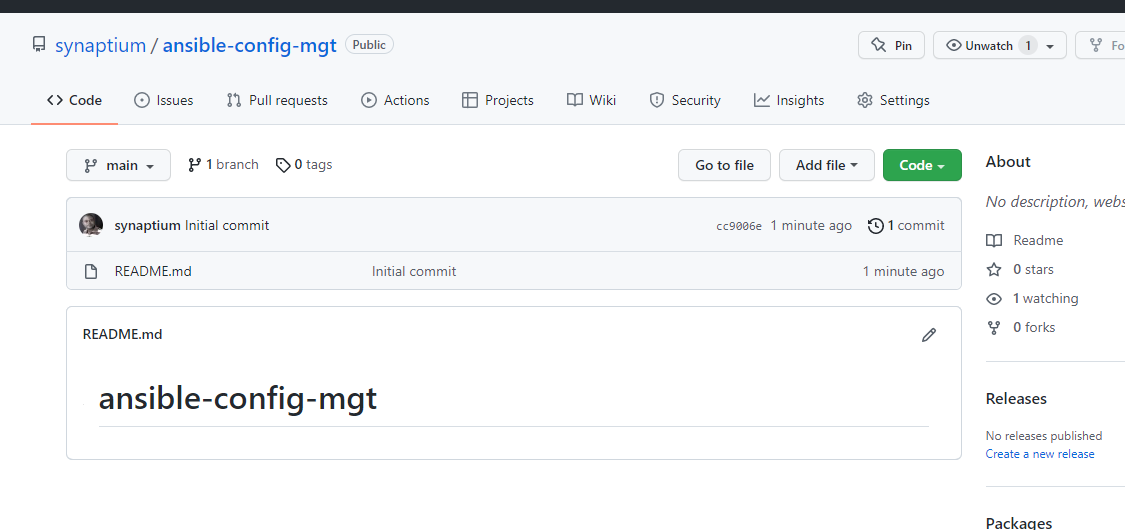 synaptium / ansible-config-mgt Public
Pin Unwatch 1 Fo
Code Issues Pull requests Actions Projects Wiki Security Insights Settings
main 1 branch 0 tags Go to file Add file Code
synaptium Initial commit cc9006e 1 minute ago 1 commit
README.md Initial commit 1 minute ago
README.md
ansible-config-mgt
About
No description, webs
Readme
0 stars
1 watching
0 forks
Releases
No releases published
Create a new release
Packages